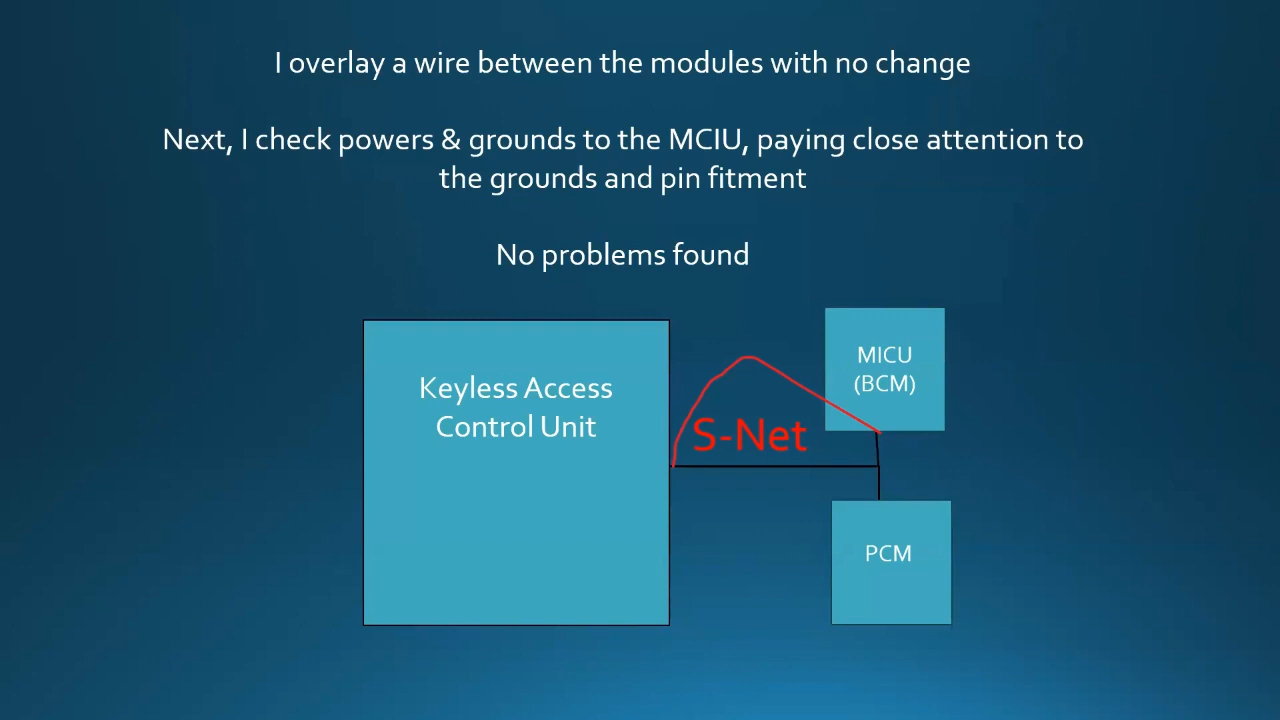 I overlay a wire between the modules with no change
Next, I check powers & grounds to the MCIU, paying close attention to
the grounds and pin fitment
No problems found
Keyless Access
Control Unit
S-Net
MICU
(BCM)
PCM